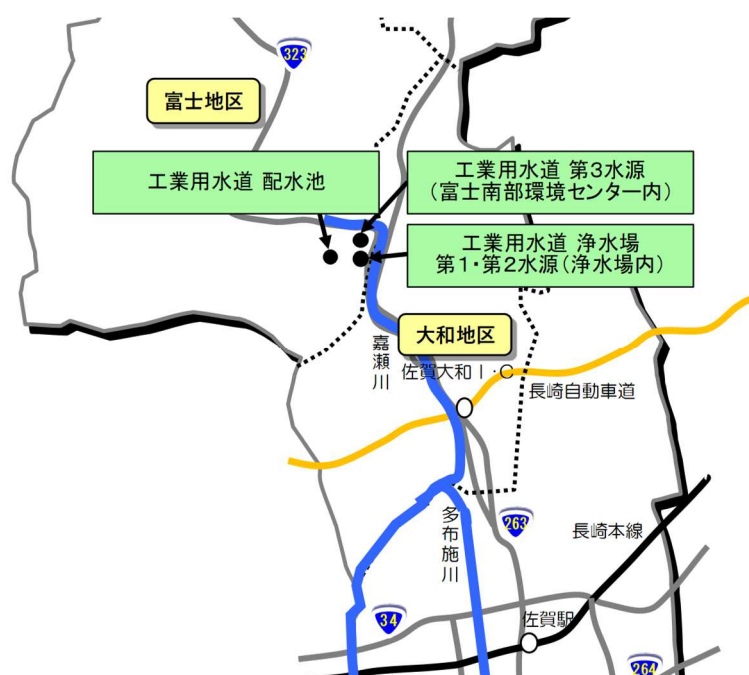 323
富士地区
工業用水道 配水池
工業用水道 第3水源
(富士南部環境センター内)
工業用水道 浄水場
第1・第2水源(浄水場内)
大和地区
嘉瀬川
佐賀大和I・C
長崎自動車道
多布施川
263
長崎本線
34
佐賀駅
264